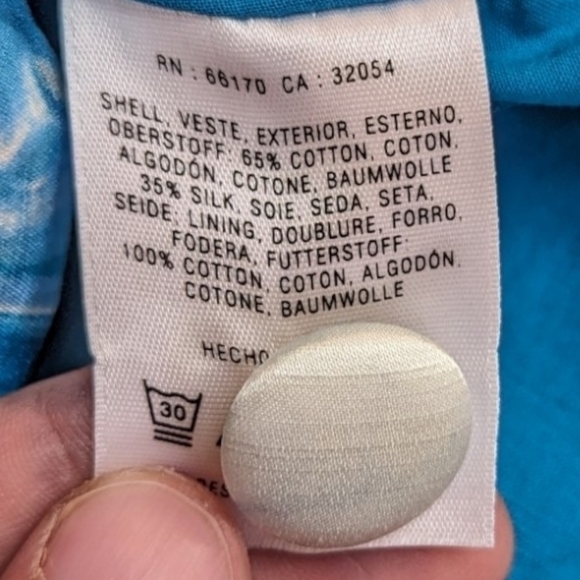 RN : 66170 CA : 32054
SHELL, VESTE, EXTERIOR, ESTERNO,
OBERSTOFF: 65% COTTON, COTON,
ALGODÓN, COTONE, BAUMWOLLE
35% SILK, SOIE, SEDA, SETA,
SEIDE, LINING, DOUBLURE, FORRO,
FODERA, FUTTERSTOFF:
100% COTTON, COTON, ALGODÓN,
COTONE, BAUMWOLLE
HECHO
30